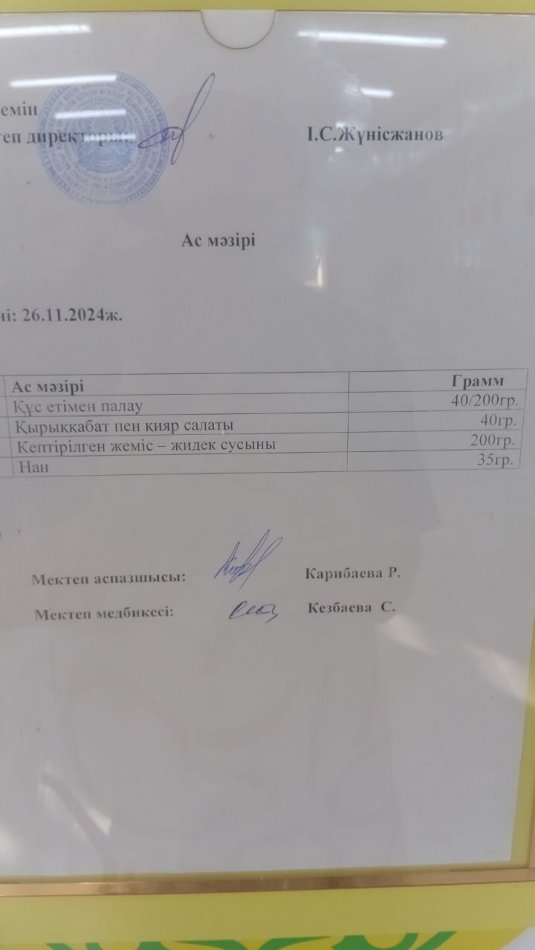 емін
теп директоры
І.С.Жүнісжанов
Ас мәзірі
ні: 26.11.2024ж.
Ас мәзірі Грамм
Құс етімен палау 40/200гр.
Қырыққабат пен қияр салаты 40гр.
Кептірілген жеміс – жидек сусыны 200гр.
Нан 35гр.
Мектеп аспазшысы: Карибаева Р.
Мектеп медбикесі: Кезбаева С.